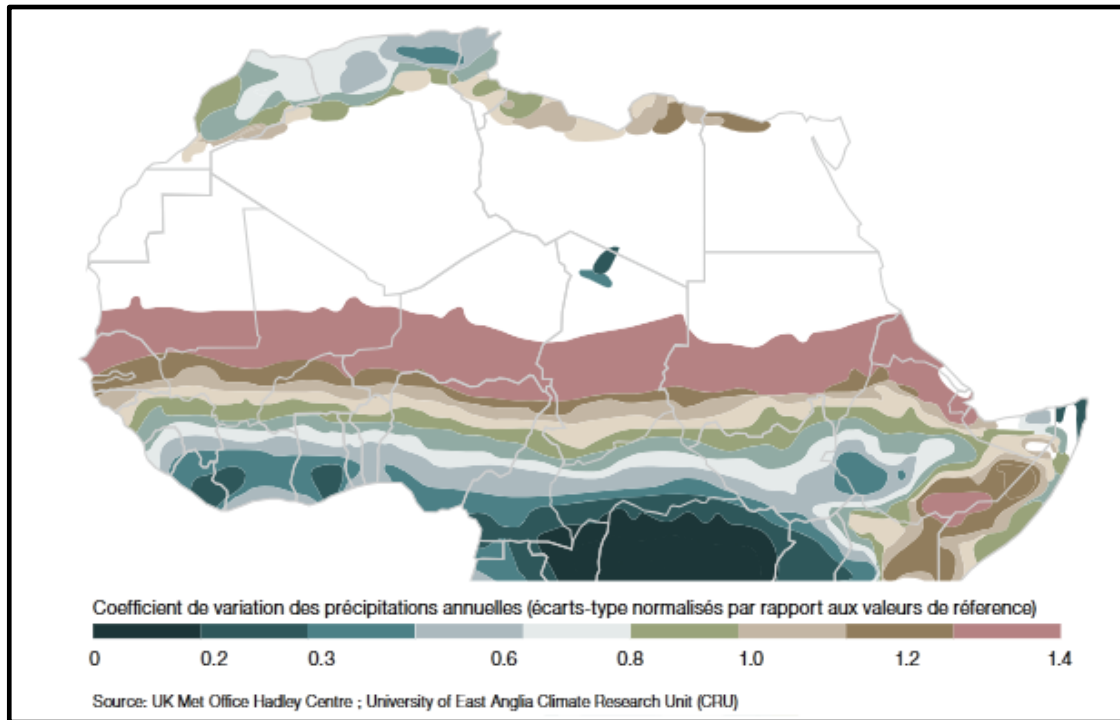 Coefficient de variation des précipitations annuelles (écarts-type normalisés par rapport aux valeurs de réference)
0 0.2 0.3 0.6 0.8 1.0 1.2 1.4
Source: UK Met Office Hadley Centre ; University of East Anglia Climate Research Unit (CRU)